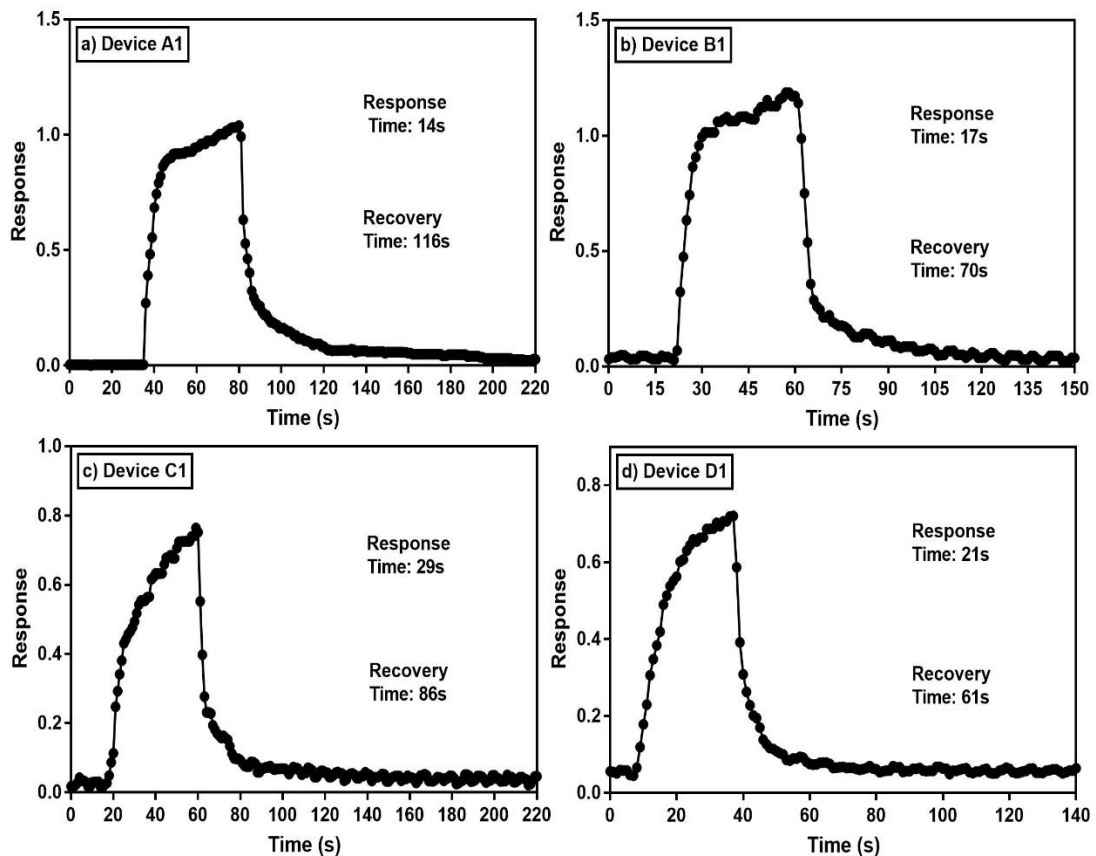 a) Device A1
Response
Time: 14s
Recovery
Time: 116s
Response
1.5
1.0
0.5
0.0
0 20 40 60 80 100 120 140 160 180 200 220
Time (s)
b) Device B1
Response
Time: 17s
Recovery
Time: 70s
Response
1.5
1.0
0.5
0.0
0 15 30 45 60 75 90 105 120 135 150
Time (s)
c) Device C1
Response
Time: 29s
Recovery
Time: 86s
Response
1.0
0.8
0.6
0.4
0.2
0.0
0 20 40 60 80 100 120 140 160 180 200 220
Time (s)
d) Device D1
Response
Time: 21s
Recovery
Time: 61s
Response
0.8
0.6
0.4
0.2
0.0
0 20 40 60 80 100 120 140
Time (s)